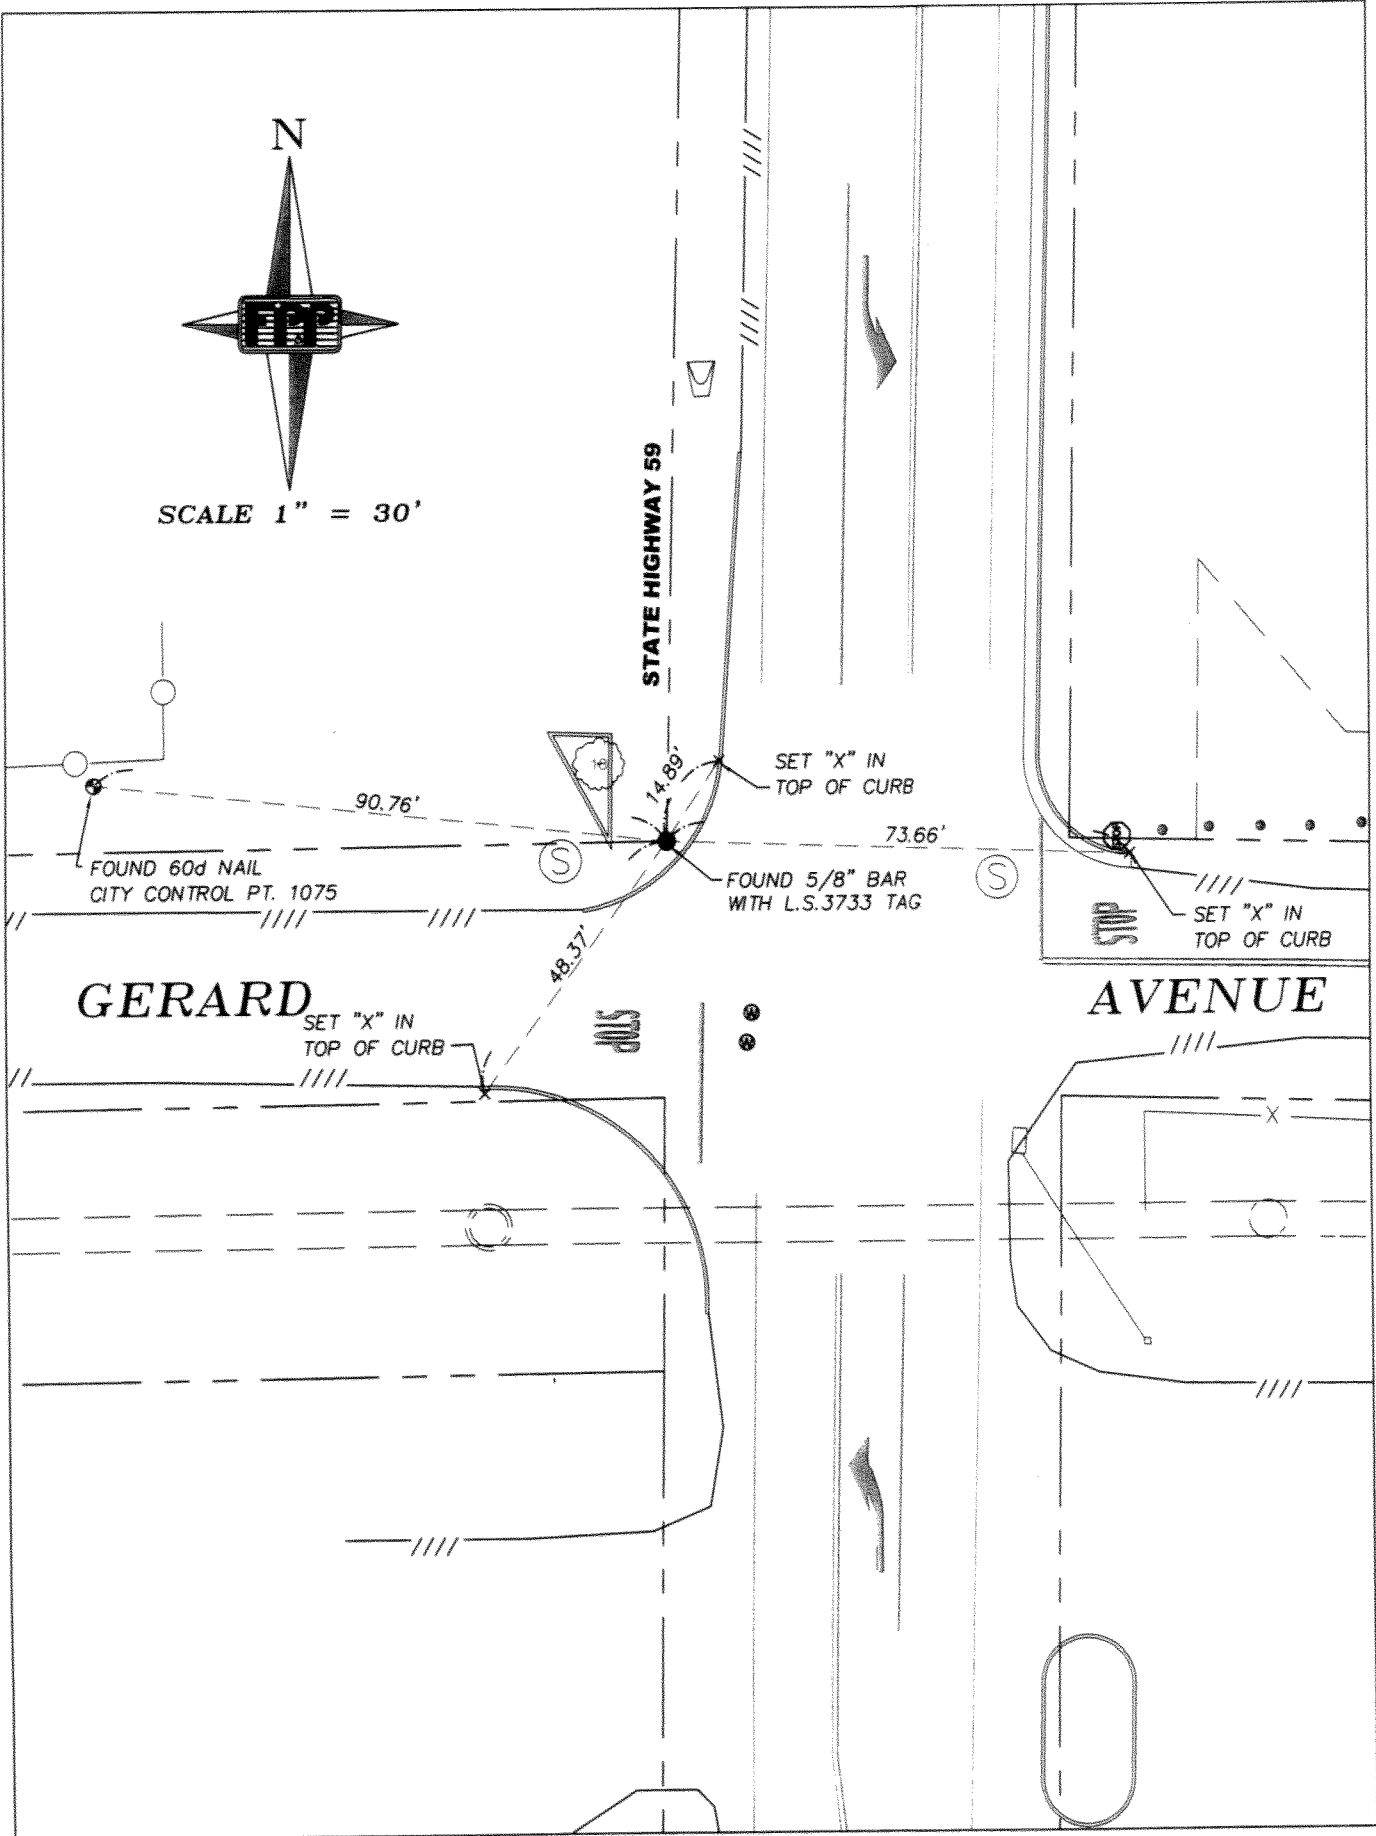 N
SCALE 1" = 30'
STATE HIGHWAY 59
14.89'
SET "X" IN
TOP OF CURB
90.76'
73.66'
FOUND 60d NAIL
CITY CONTROL PT. 1075
S
FOUND 5/8" BAR
WITH L.S.3733 TAG
S
STOP
SET "X" IN
TOP OF CURB
48.37'
GERARD
AVENUE
SET "X" IN
TOP OF CURB
STOP
W
W
X